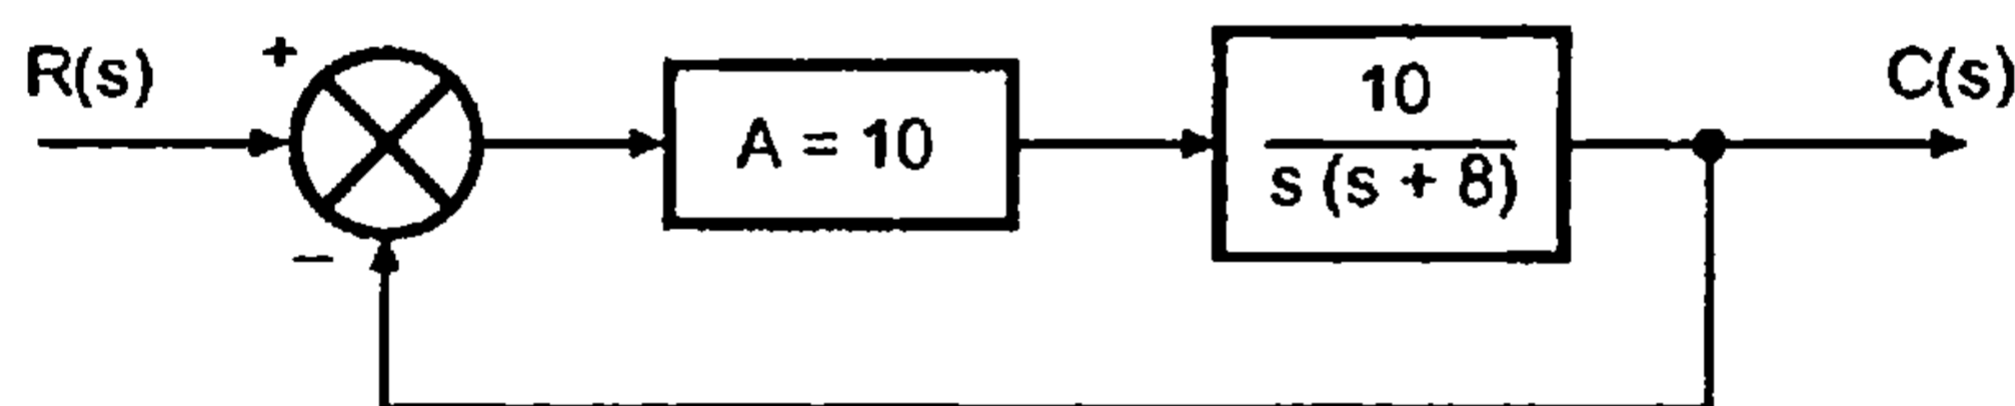 R(s)
+
−
A = 10
10
s (s + 8)
C(s)